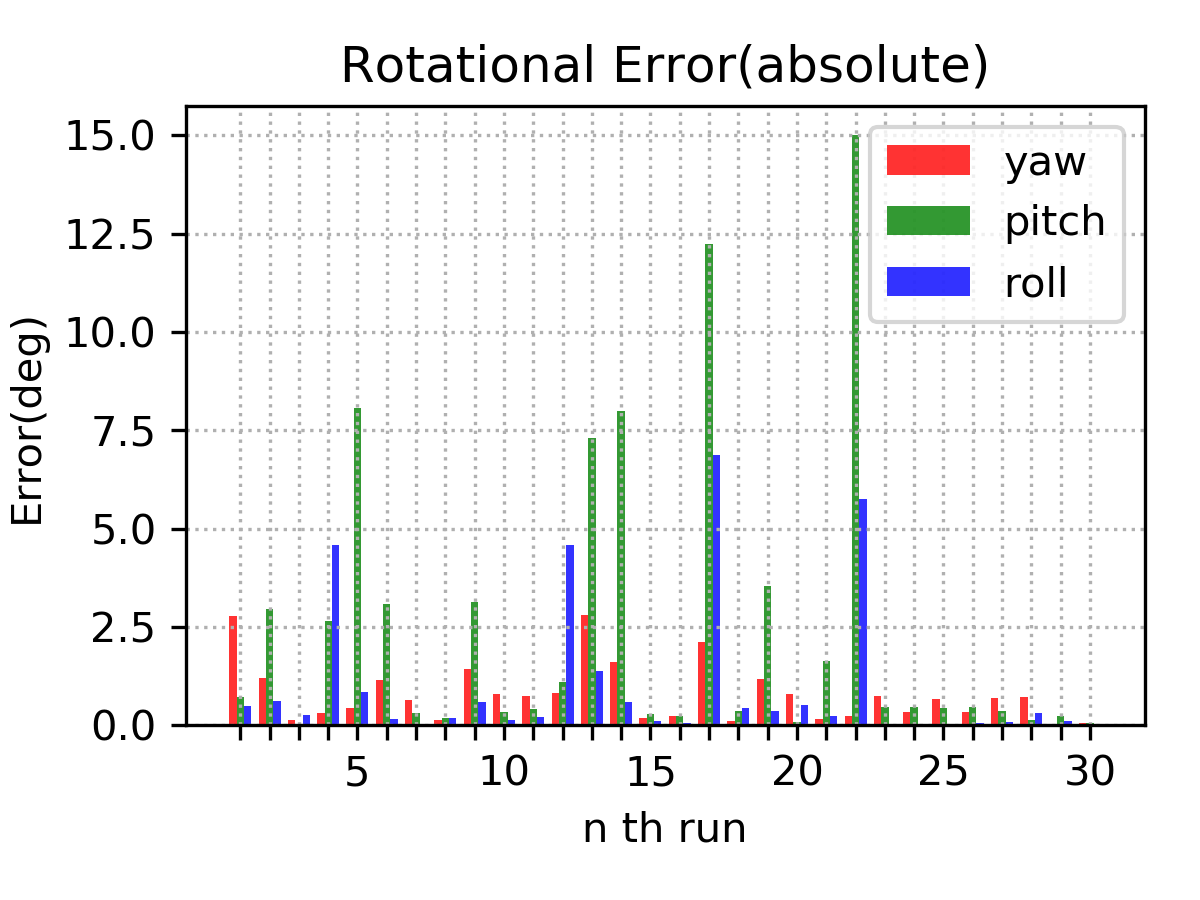 Rotational Error(absolute)
15.0
12.5
10.0
7.5
5.0
2.5
0.0
Error(deg)
yaw
pitch
roll
5 10 15 20 25 30
n th run